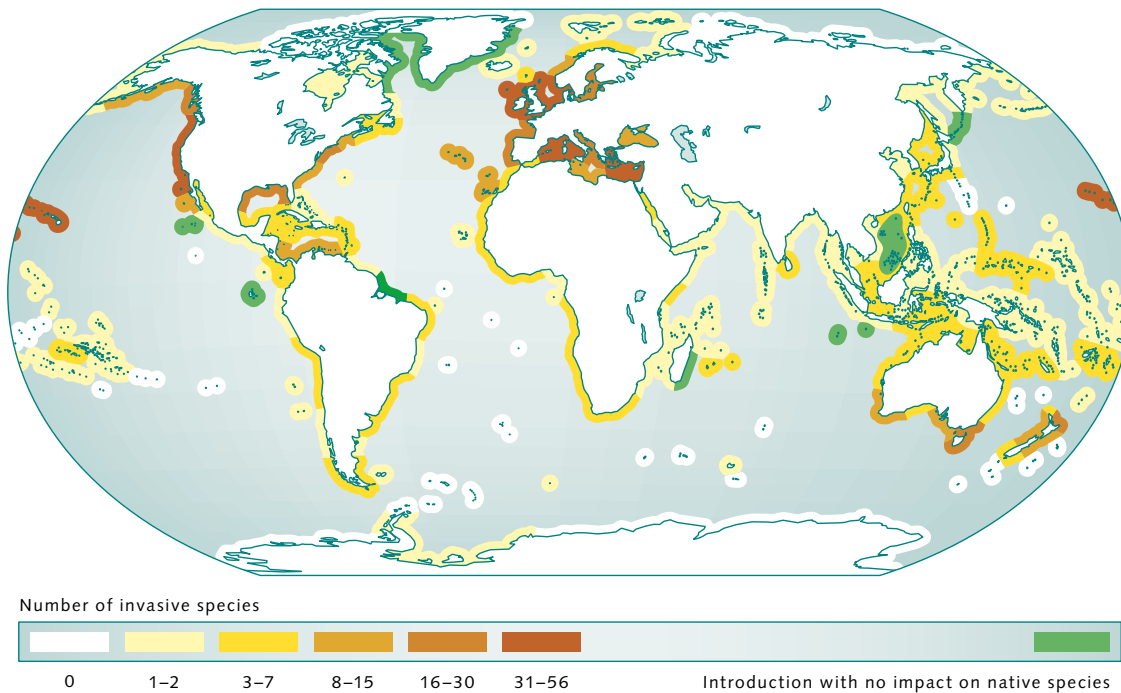 Number of invasive species
0 1–2 3–7 8–15 16–30 31–56 Introduction with no impact on native species